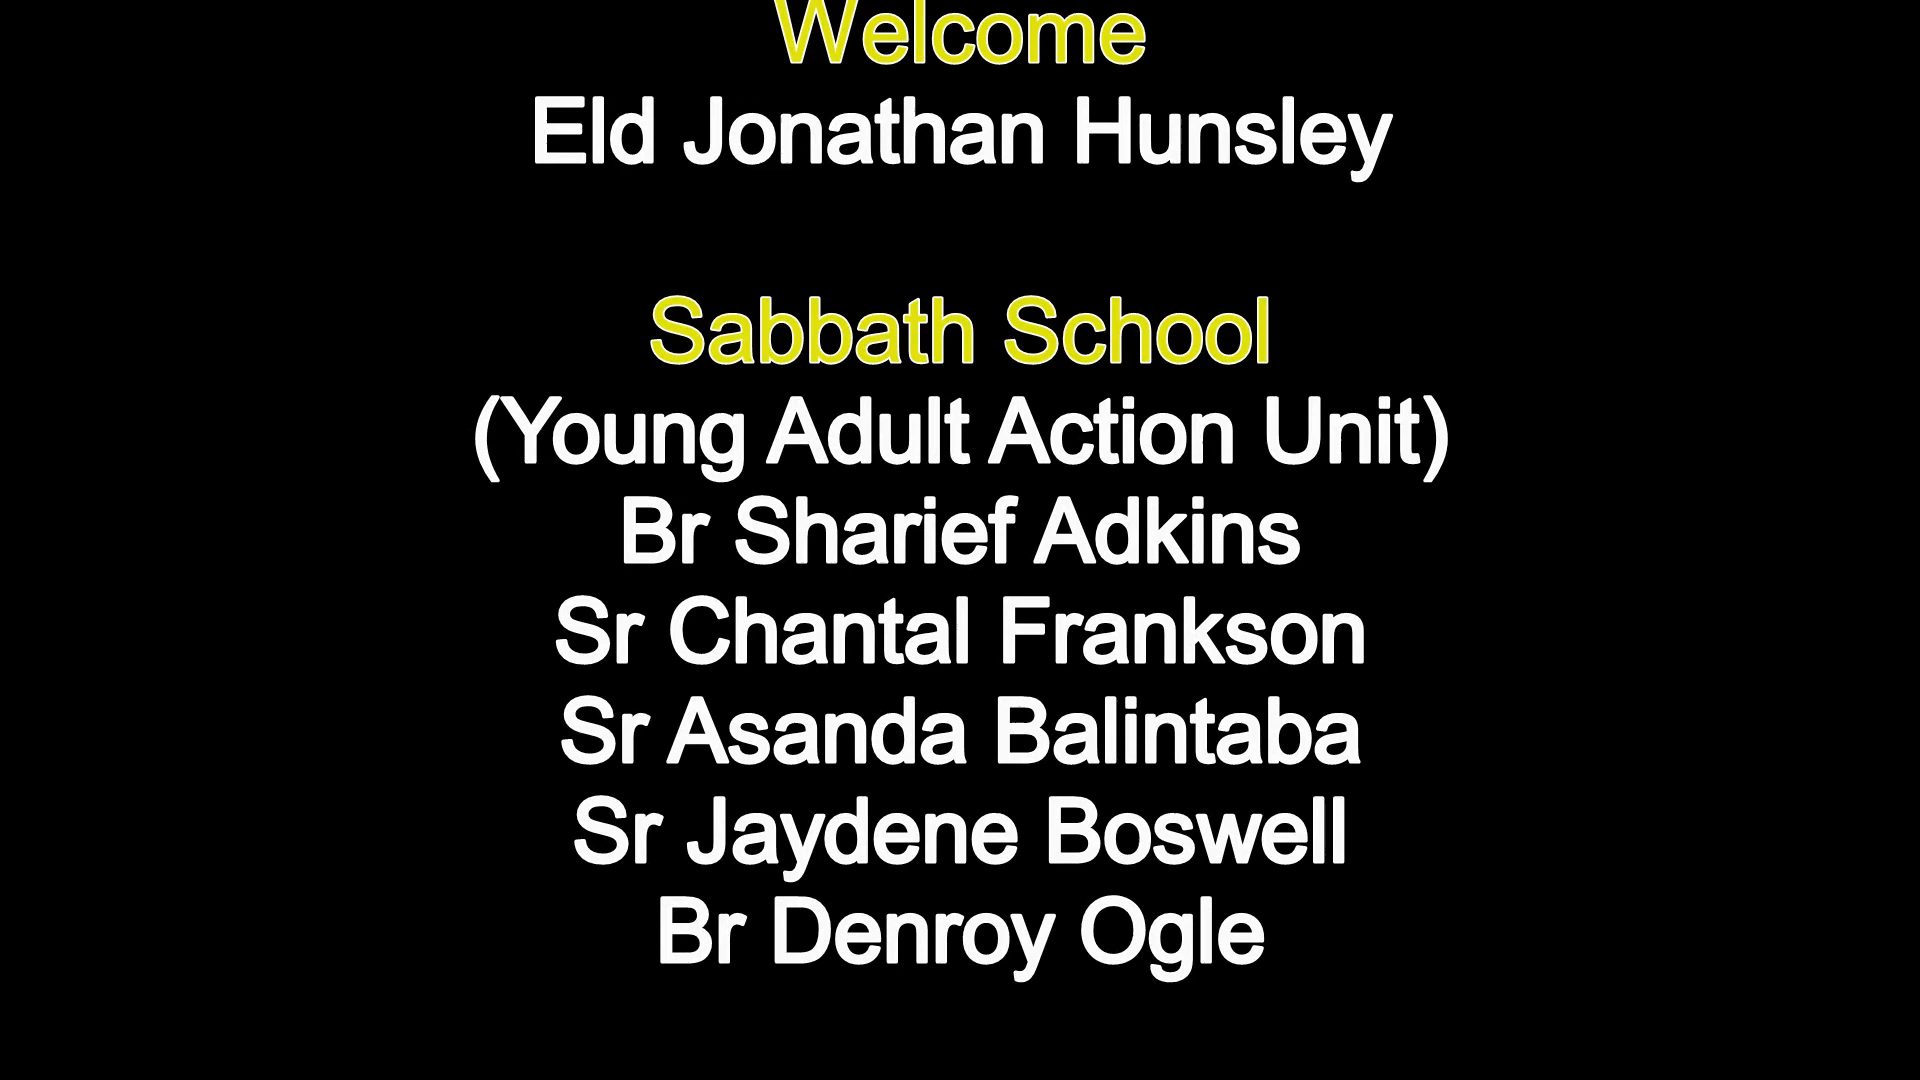 Welcome
Eld Jonathan Hunsley
Sabbath School
(Young Adult Action Unit)
Br Sharief Adkins
Sr Chantal Frankson
Sr Asanda Balintaba
Sr Jaydene Boswell
Br Denroy Ogle